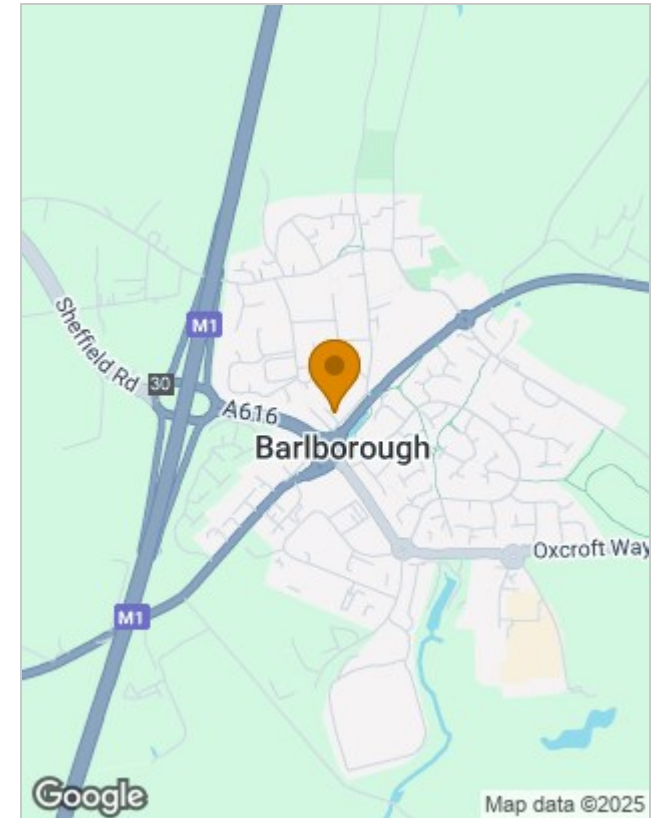 M1
Sheffield Rd
30
A616
Barlborough
Oxcroft Way
M1
Google
Map data ©2025